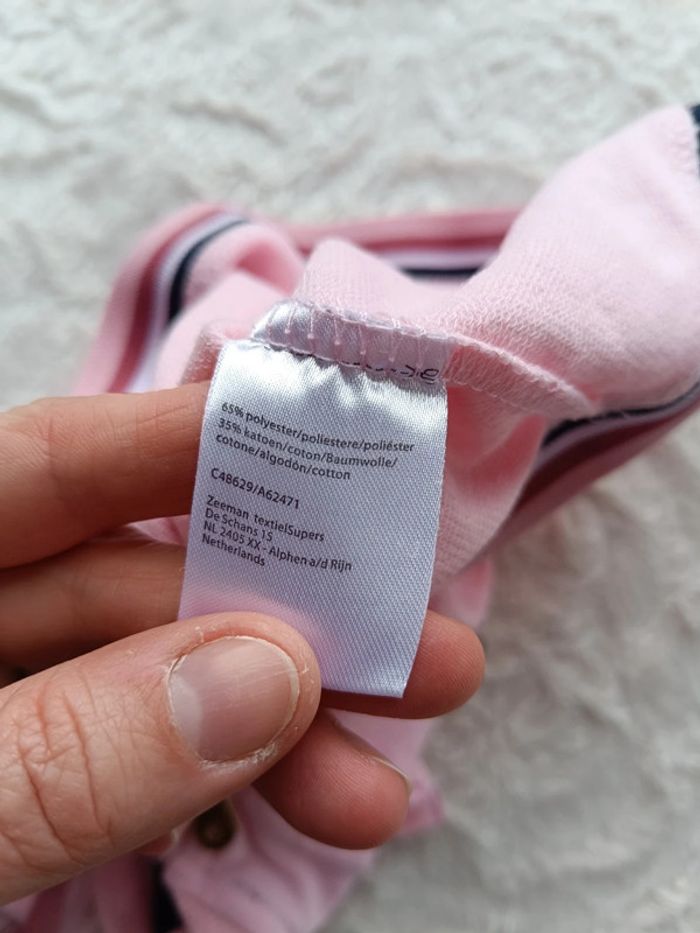 65% polyester/poliestere/poliéster
35% katoen/coton/Baumwolle/
cotone/algodón/cotton
C48629/A62471
Zeeman textielSupers
De Schans 15
NL 2405 XX - Alphen a/d Rijn
Netherlands